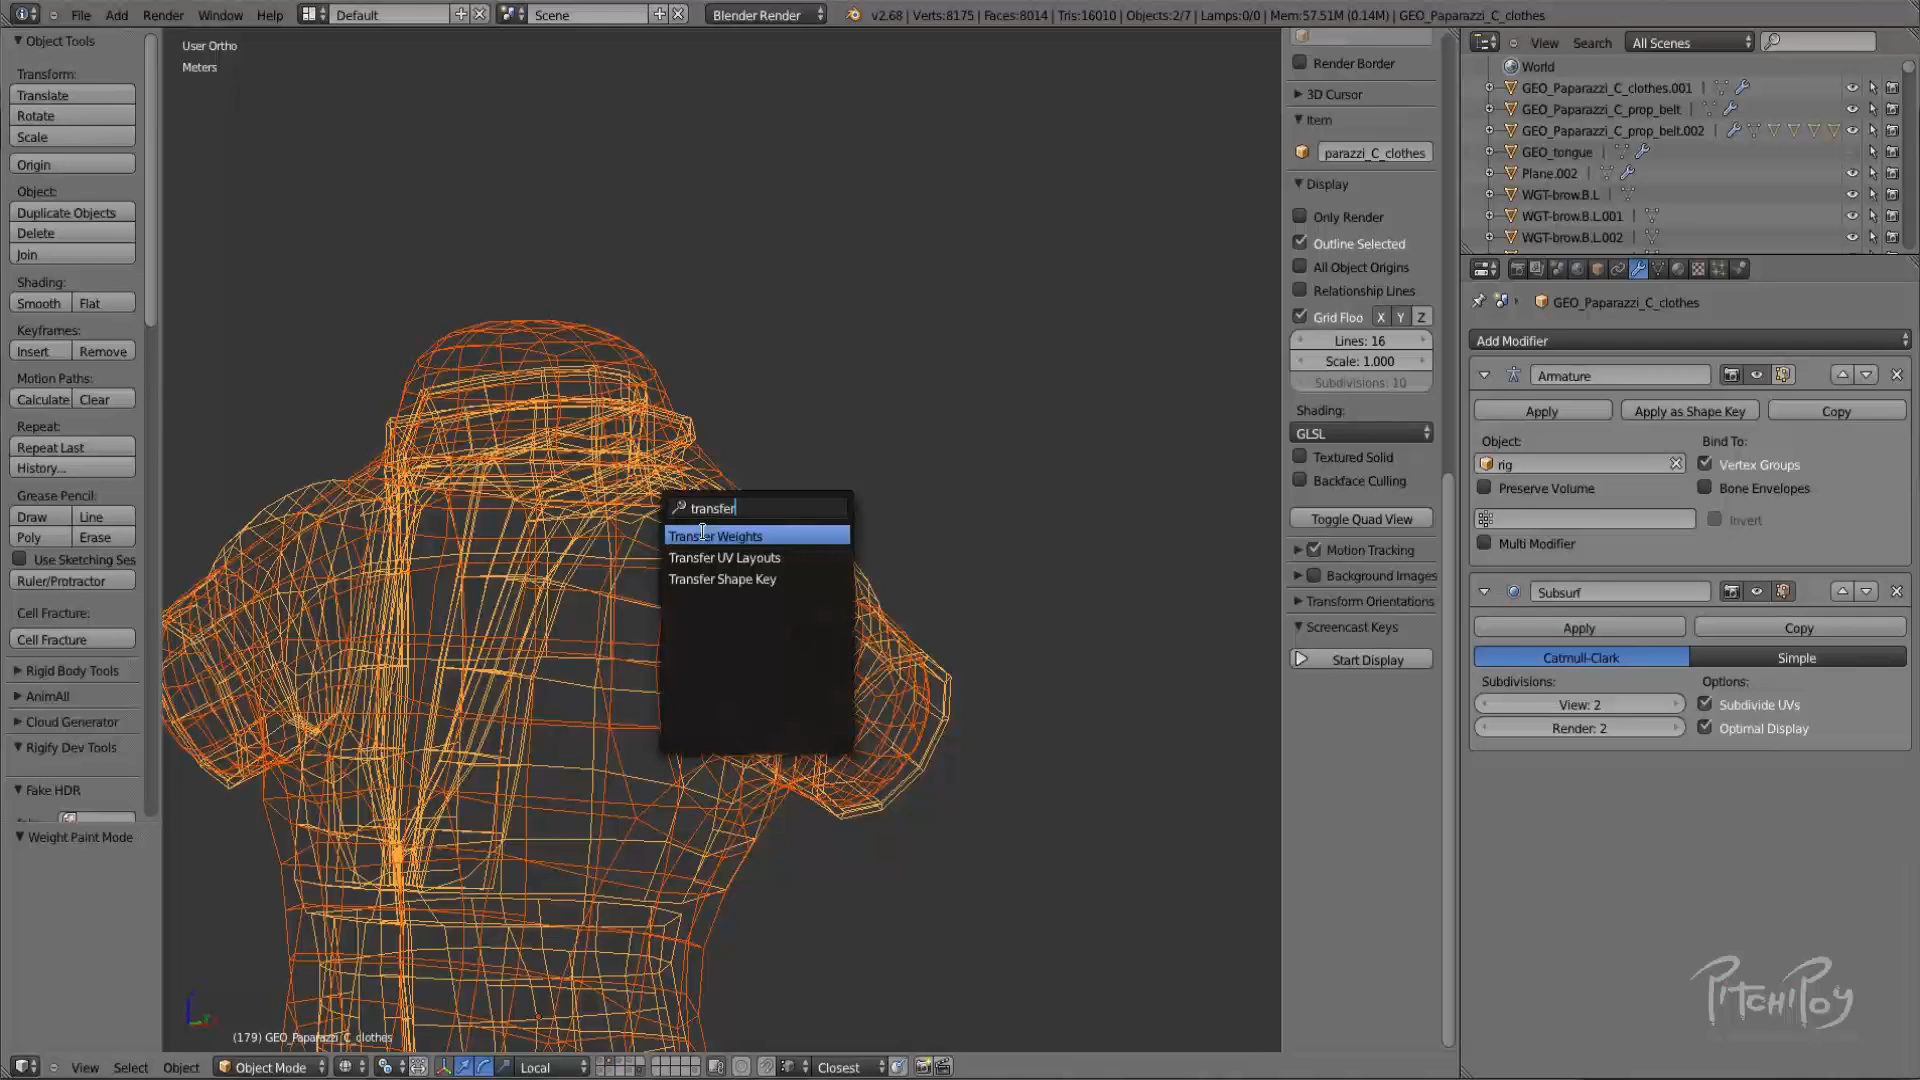 File Add Render Window Help Default Scene Blender Render v2.68 | Verts:8175 | Faces:8014 | Tris:16010 | Objects:2/7 | Lamps:0/0 | Mem:57.51M (0.14M) | GEO_Paparazzi_C_clothes
Object Tools
Transform:
Translate
Rotate
Scale
Origin
Object:
Duplicate Objects
Delete
Join
Shading:
Smooth Flat
Keyframes:
Insert Remove
Motion Paths:
Calculate Clear
Repeat:
Repeat Last
History...
Grease Pencil:
Draw Line
Poly Erase
Use Sketching Ses
Ruler/Protractor
Cell Fracture:
Cell Fracture
Rigid Body Tools
AnimAll
Cloud Generator
Rigify Dev Tools
Fake HDR
Weight Paint Mode
User Ortho
Meters
transfer
Transfer Weights
Transfer UV Layouts
Transfer Shape Key
(179) GEO_Paparazzi_C_clothes
View Select Object Object Mode Local Closest
Render Border
3D Cursor
Item
parazzi_C_clothes
Display
Only Render
Outline Selected
All Object Origins
Relationship Lines
Grid Floo X Y Z
Lines: 16
Scale: 1.000
Subdivisions: 10
Shading:
GLSL
Textured Solid
Backface Culling
Toggle Quad View
Motion Tracking
Background Images
Transform Orientations
Screencast Keys
Start Display
View Search All Scenes
World
GEO_Paparazzi_C_clothes.001
GEO_Paparazzi_C_prop_belt
GEO_Paparazzi_C_prop_belt.002
GEO_tongue
Plane.002
WGT-brow.B.L
WGT-brow.B.L.001
WGT-brow.B.L.002
GEO_Paparazzi_C_clothes
Add Modifier
Armature
Apply Apply as Shape Key Copy
Object: Bind To:
rig Vertex Groups
Preserve Volume Bone Envelopes
Invert
Multi Modifier
Subsurf
Apply Copy
Catmull-Clark Simple
Subdivisions: Options:
View: 2 Subdivide UVs
Render: 2 Optimal Display
PitchiPoy